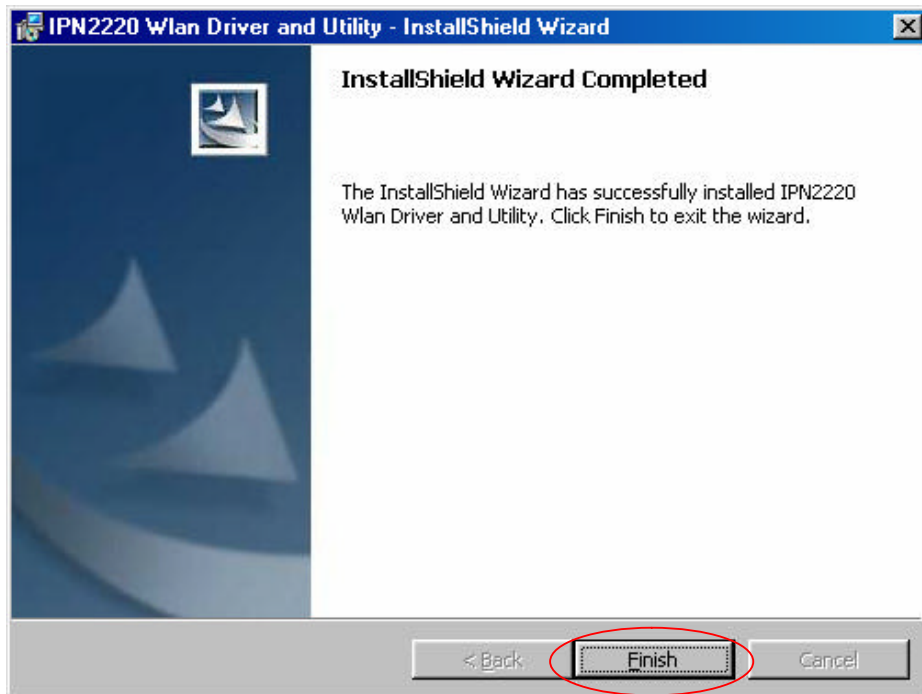 IPN2220 Wlan Driver and Utility - InstallShield Wizard
InstallShield Wizard Completed
The InstallShield Wizard has successfully installed IPN2220
Wlan Driver and Utility. Click Finish to exit the wizard.
< Back Finish Cancel